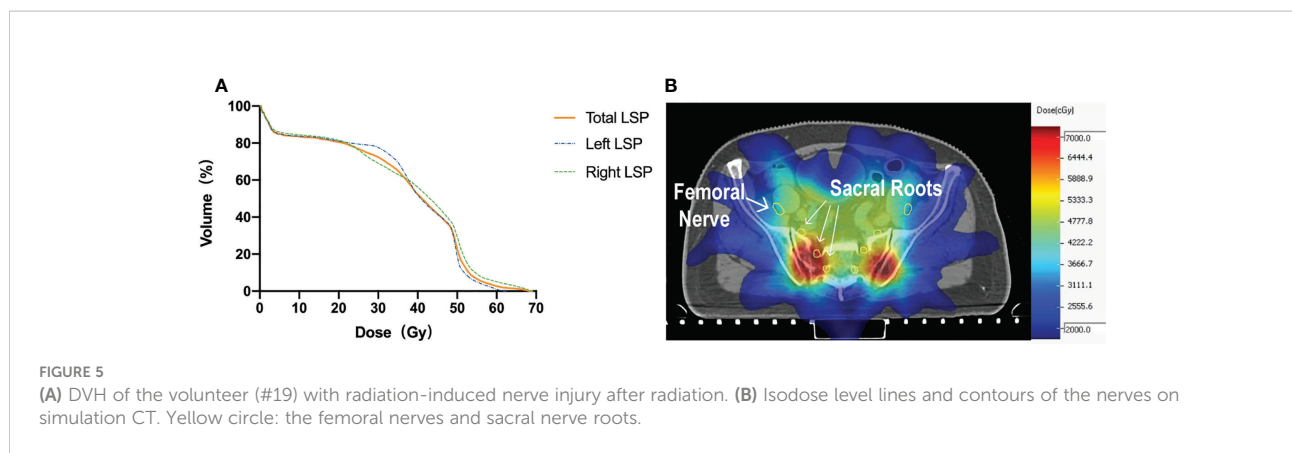 A
100
80
60
40
20
0
Volume (%)
0 10 20 30 40 50 60 70
Dose (Gy)
Total LSP
Left LSP
Right LSP
B
Femoral
Nerve
Sacral Roots
Dose(cGy)
7000.0
6444.4
5888.9
5333.3
4777.8
4222.2
3666.7
3111.1
2555.6
2000.0
FIGURE 5
(A) DVH of the volunteer (#19) with radiation-induced nerve injury after radiation. (B) Isodose level lines and contours of the nerves on
simulation CT. Yellow circle: the femoral nerves and sacral nerve roots.